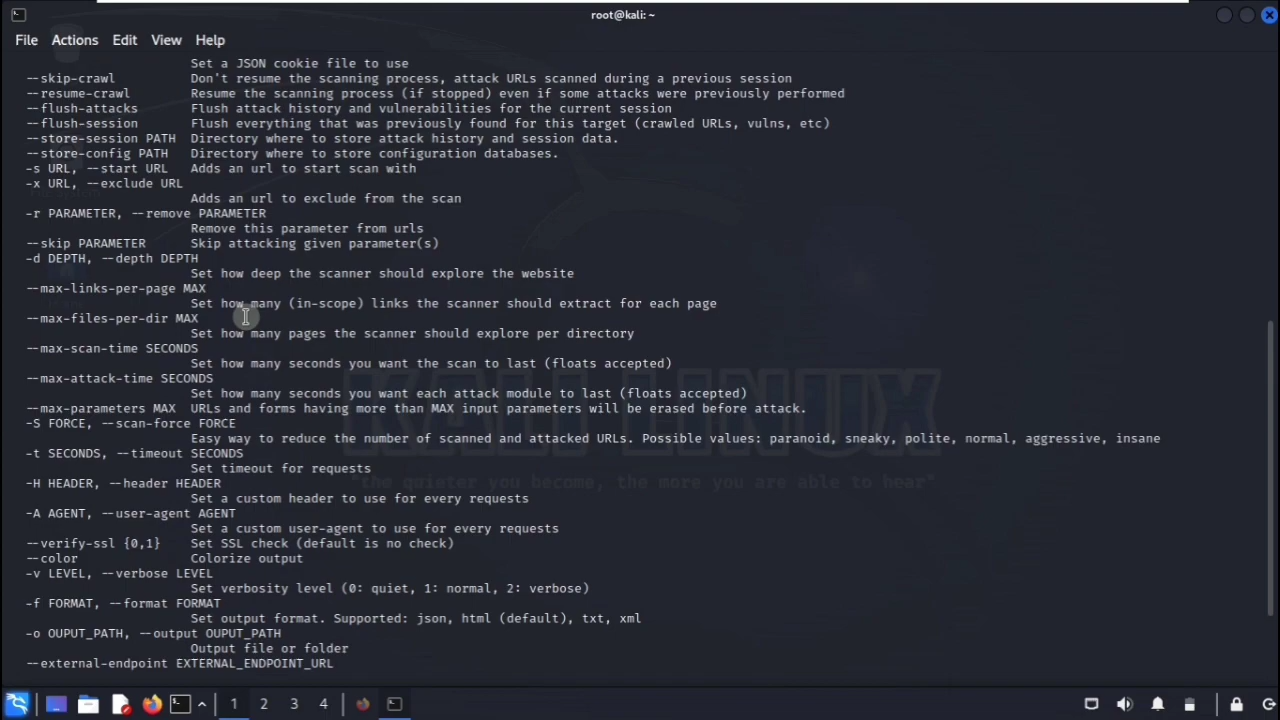 root@kali: ~
File Actions Edit View Help
Set a JSON cookie file to use
--skip-crawl Don't resume the scanning process, attack URLs scanned during a previous session
--resume-crawl Resume the scanning process (if stopped) even if some attacks were previously performed
--flush-attacks Flush attack history and vulnerabilities for the current session
--flush-session Flush everything that was previously found for this target (crawled URLs, vulns, etc)
--store-session PATH Directory where to store attack history and session data.
--store-config PATH Directory where to store configuration databases.
-s URL, --start URL Adds an url to start scan with
-x URL, --exclude URL
Adds an url to exclude from the scan
-r PARAMETER, --remove PARAMETER
Remove this parameter from urls
--skip PARAMETER Skip attacking given parameter(s)
-d DEPTH, --depth DEPTH
Set how deep the scanner should explore the website
--max-links-per-page MAX
Set how many (in-scope) links the scanner should extract for each page
--max-files-per-dir MAX
Set how many pages the scanner should explore per directory
--max-scan-time SECONDS
Set how many seconds you want the scan to last (floats accepted)
--max-attack-time SECONDS
Set how many seconds you want each attack module to last (floats accepted)
--max-parameters MAX URLs and forms having more than MAX input parameters will be erased before attack.
-S FORCE, --scan-force FORCE
Easy way to reduce the number of scanned and attacked URLs. Possible values: paranoid, sneaky, polite, normal, aggressive, insane
-t SECONDS, --timeout SECONDS
Set timeout for requests
-H HEADER, --header HEADER
Set a custom header to use for every requests
-A AGENT, --user-agent AGENT
Set a custom user-agent to use for every requests
--verify-ssl {0,1} Set SSL check (default is no check)
--color Colorize output
-v LEVEL, --verbose LEVEL
Set verbosity level (0: quiet, 1: normal, 2: verbose)
-f FORMAT, --format FORMAT
Set output format. Supported: json, html (default), txt, xml
-o OUPUT_PATH, --output OUPUT_PATH
Output file or folder
--external-endpoint EXTERNAL_ENDPOINT_URL
KALI LINUX
"the quieter you become, the more you are able to hear"
1 2 3 4